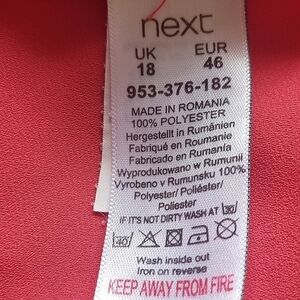 next
UK EUR
18 46
953-376-182
MADE IN ROMANIA
100% POLYESTER
Hergestellt in Rumänien
Fabriqué en Roumanie
Fabricado en Rumanía
Wyprodukowano w Rumunii
Vyrobeno v Rumunsku 100%
Polyester/ Poliéster/
Poliester
IF IT'S NOT DIRTY WASH AT 30
40
Wash inside out
Iron on reverse
KEEP AWAY FROM FIRE